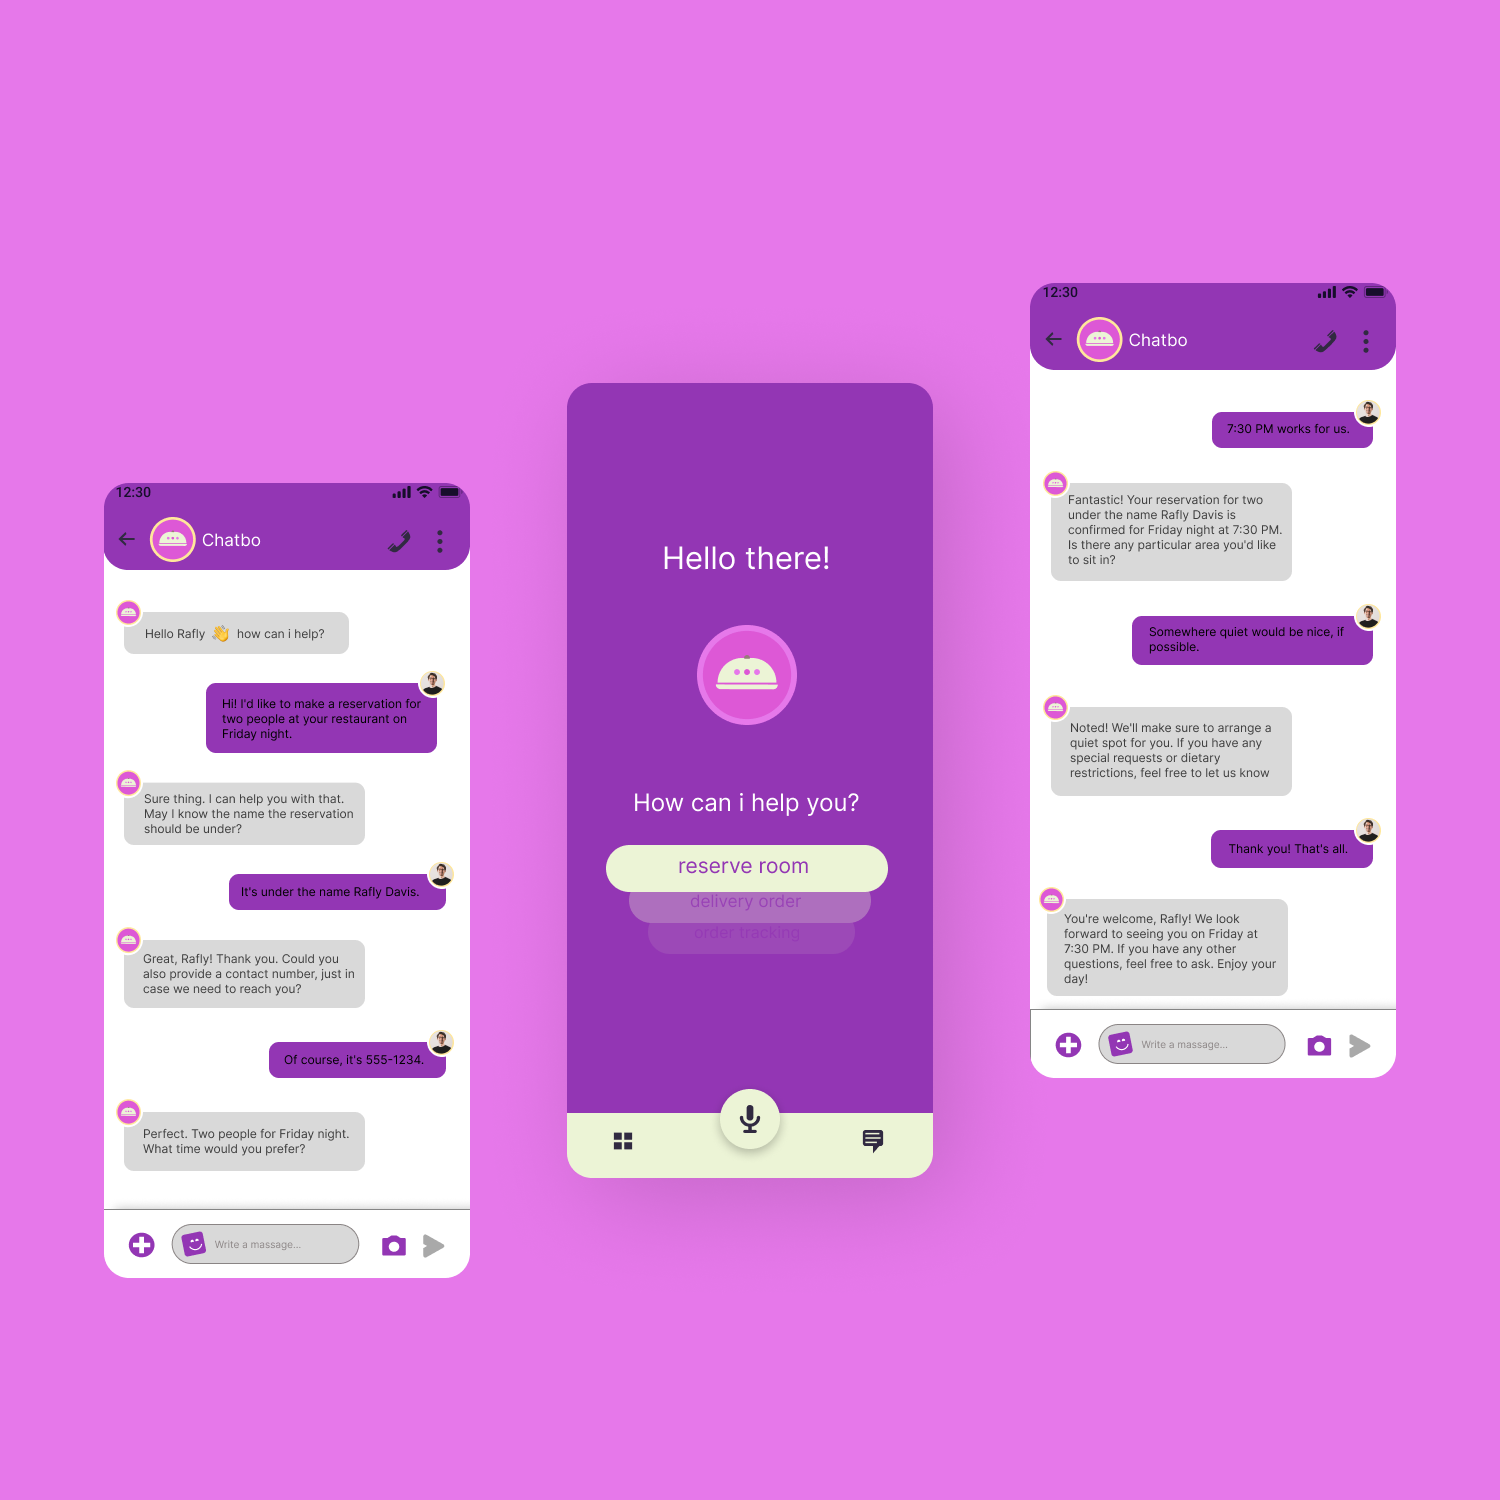 12:30
Chatbo
Hello Rafly 👋 how can i help?
Hi! I'd like to make a reservation for
two people at your restaurant on
Friday night.
Sure thing. I can help you with that.
May I know the name the reservation
should be under?
It's under the name Rafly Davis.
Great, Rafly! Thank you. Could you
also provide a contact number, just in
case we need to reach you?
Of course, it's 555-1234.
Perfect. Two people for Friday night.
What time would you prefer?
Write a massage...
Hello there!
How can i help you?
reserve room
delivery order
order tracking
12:30
Chatbo
7:30 PM works for us.
Fantastic! Your reservation for two
under the name Rafly Davis is
confirmed for Friday night at 7:30 PM.
Is there any particular area you'd like
to sit in?
Somewhere quiet would be nice, if
possible.
Noted! We'll make sure to arrange a
quiet spot for you. If you have any
special requests or dietary
restrictions, feel free to let us know
Thank you! That's all.
You're welcome, Rafly! We look
forward to seeing you on Friday at
7:30 PM. If you have any other
questions, feel free to ask. Enjoy your
day!
Write a massage...